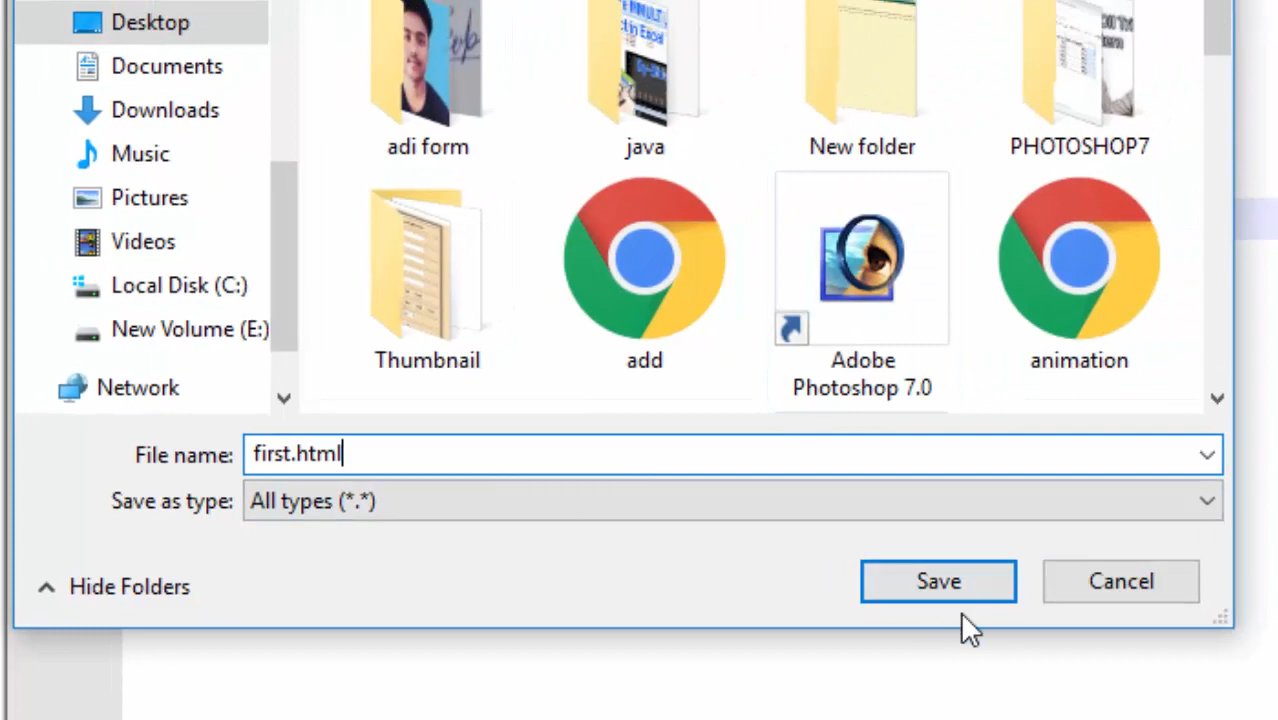 Desktop
Documents
Downloads
Music
Pictures
Videos
Local Disk (C:)
New Volume (E:)
Network
adi form
java
New folder
PHOTOSHOP7
Thumbnail
add
Adobe
Photoshop 7.0
animation
File name: first.html
Save as type: All types (*.*)
Hide Folders
Save
Cancel